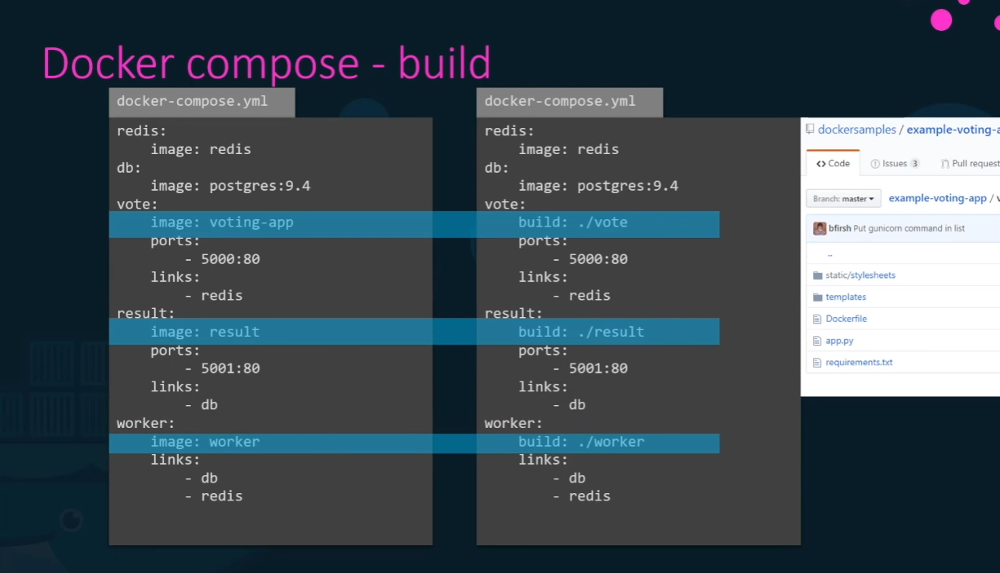 Docker compose - build
docker-compose.yml
redis:
image: redis
db:
image: postgres:9.4
vote:
image: voting-app
ports:
- 5000:80
links:
- redis
result:
image: result
ports:
- 5001:80
links:
- db
worker:
image: worker
links:
- db
- redis
docker-compose.yml
redis:
image: redis
db:
image: postgres:9.4
vote:
build: ./vote
ports:
- 5000:80
links:
- redis
result:
build: ./result
ports:
- 5001:80
links:
- db
worker:
build: ./worker
links:
- db
- redis
dockersamples / example-voting-a
<> Code Issues 3 Pull request
Branch: master example-voting-app /
bfirsh Put gunicorn command in list
..
static/stylesheets
templates
Dockerfile
app.py
requirements.txt